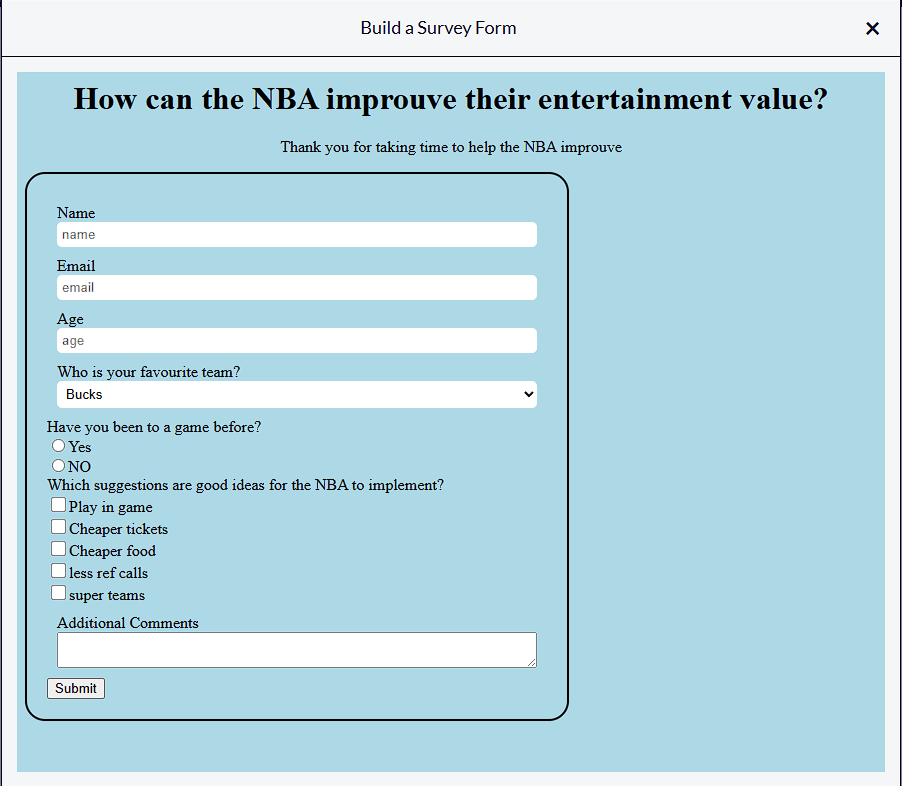 Build a Survey Form
How can the NBA improuve their entertainment value?
Thank you for taking time to help the NBA improuve
Name
name
Email
email
Age
age
Who is your favourite team?
Bucks
Have you been to a game before?
Yes
NO
Which suggestions are good ideas for the NBA to implement?
Play in game
Cheaper tickets
Cheaper food
less ref calls
super teams
Additional Comments
Submit